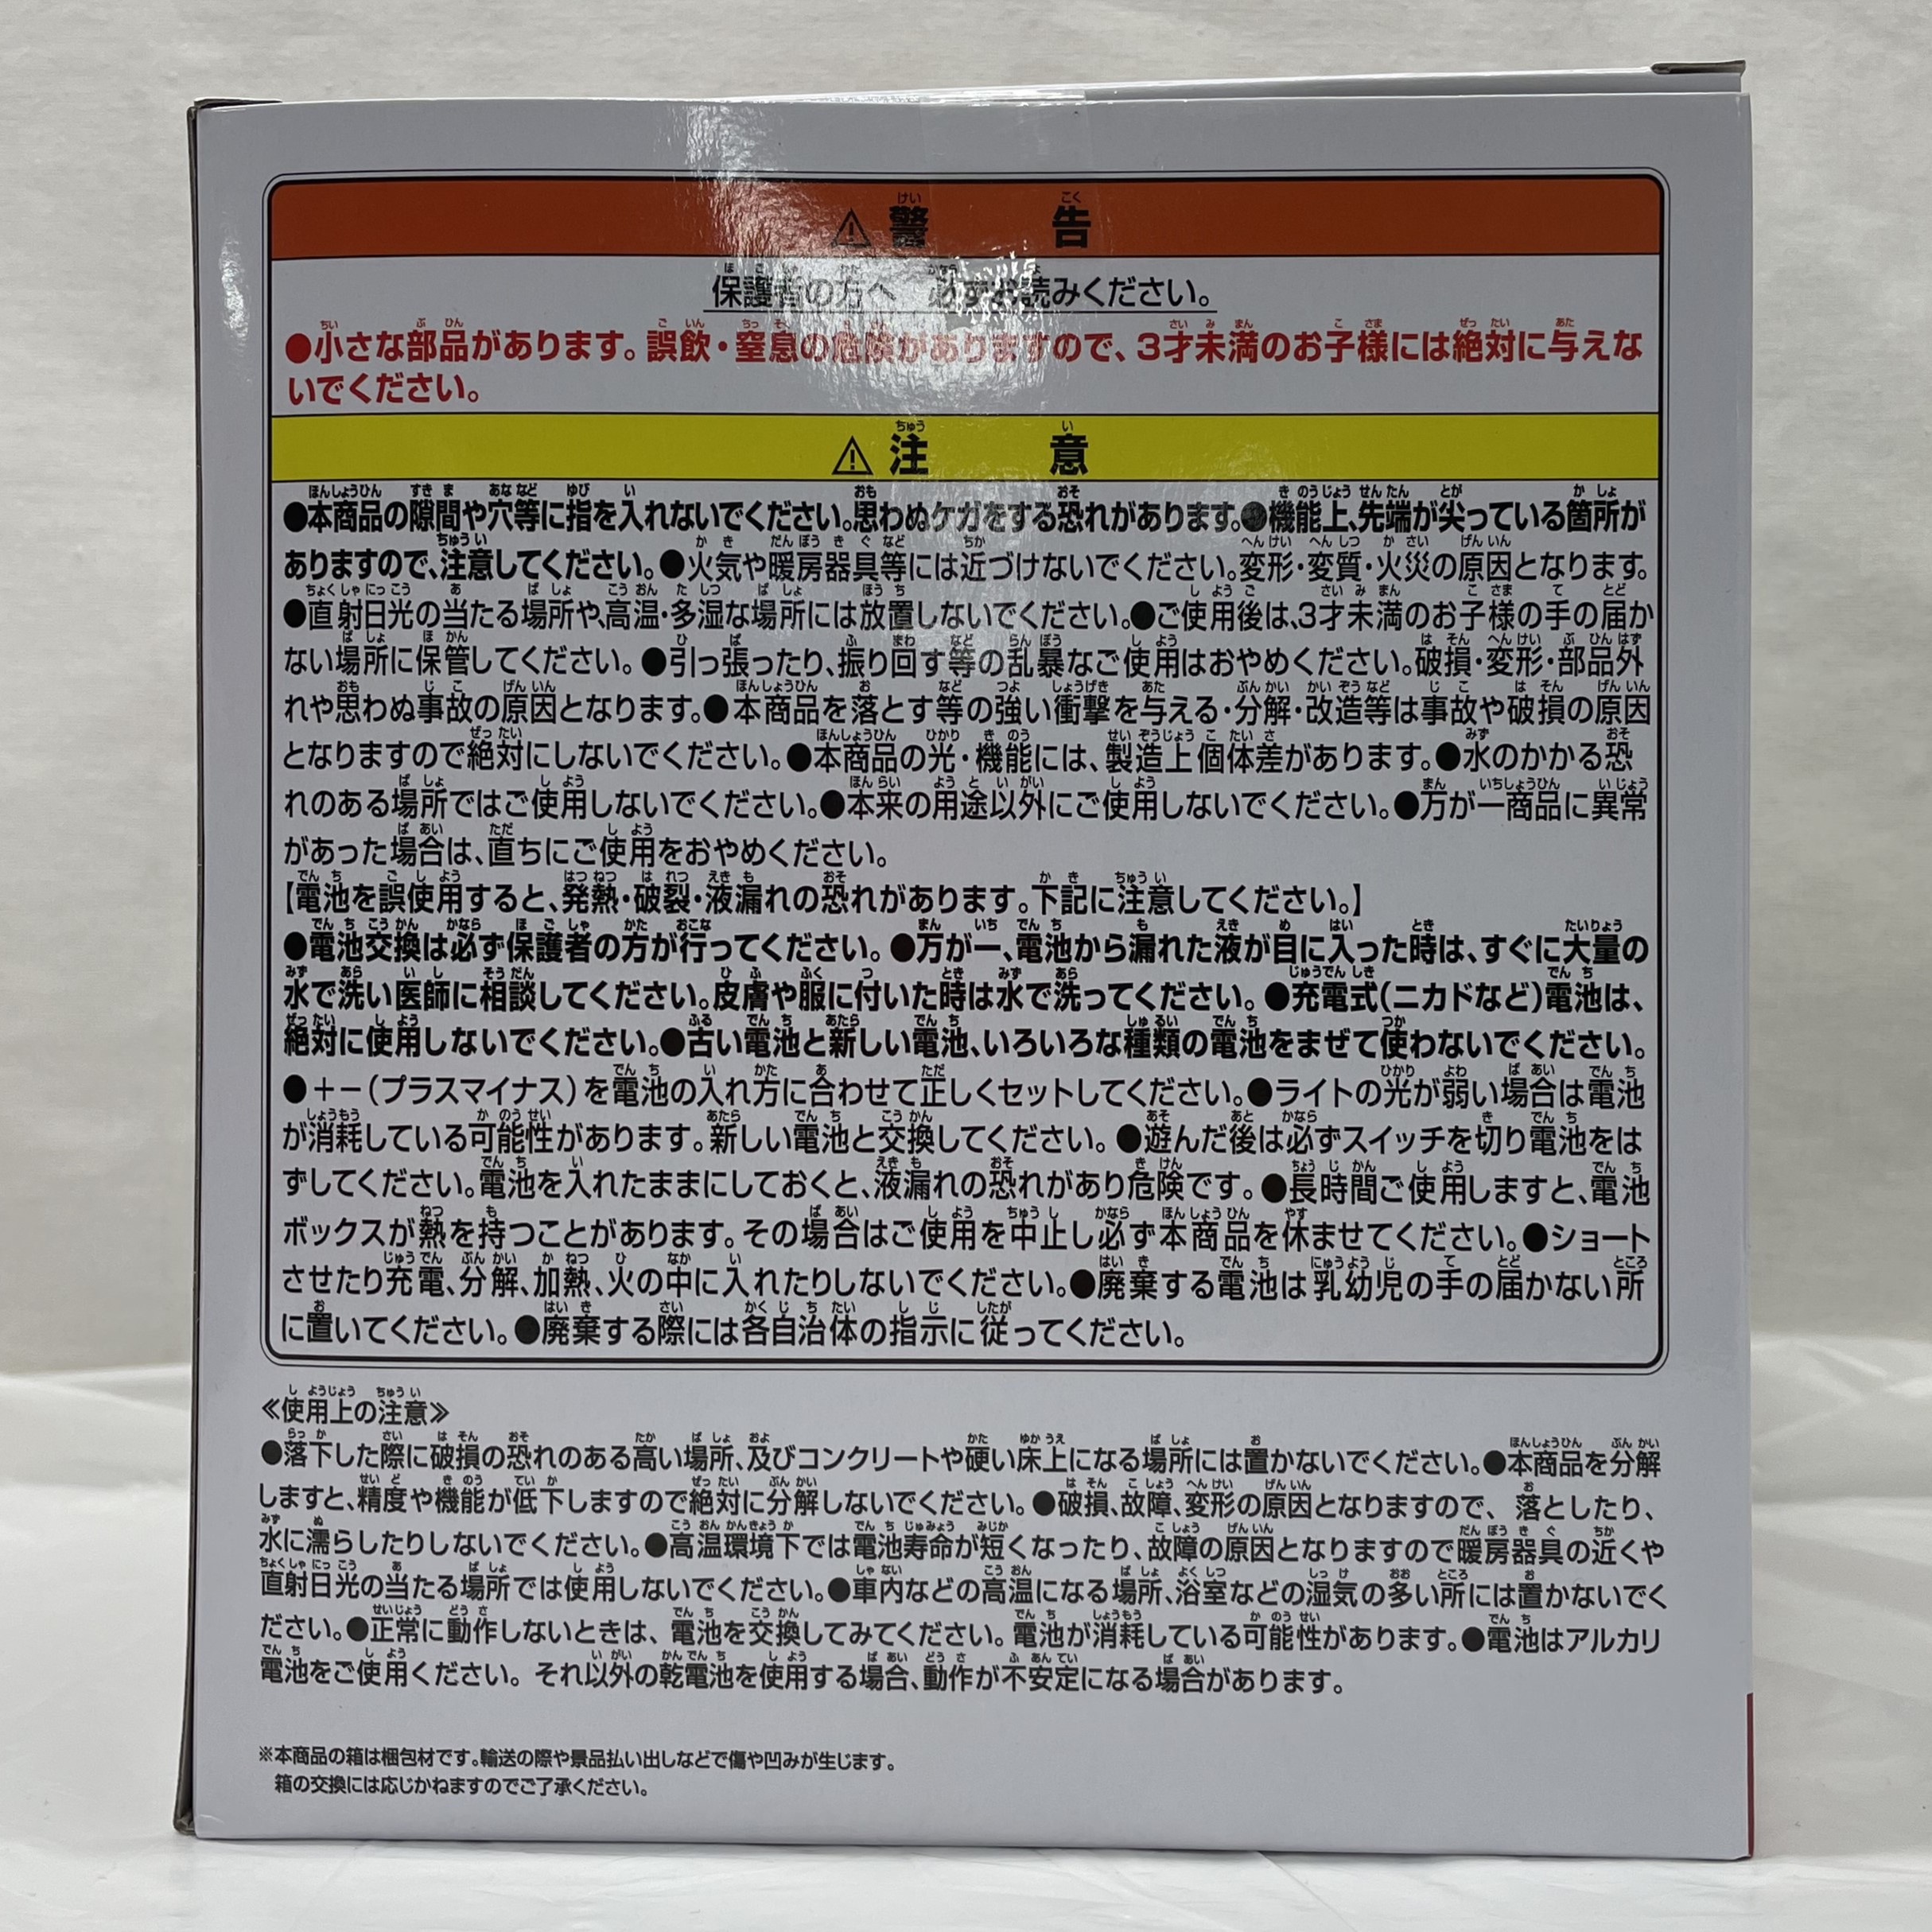 ⚠警告
保護者の方へ 必ずお読みください。
●小さな部品があります。誤飲・窒息の危険がありますので、3才未満のお子様には絶対に与えな
いでください。
⚠注意
●本商品の隙間や穴等に指を入れないでください。思わぬケガをする恐れがあります。●機能上、先端が尖っている箇所が
ありますので、注意してください。●火気や暖房器具等には近づけないでください。変形・変質・火災の原因となります。
●直射日光の当たる場所や、高温・多湿な場所には放置しないでください。●ご使用後は、3才未満のお子様の手の届か
ない場所に保管してください。●引っ張ったり、振り回す等の乱暴なご使用はおやめください。破損・変形・部品外
れや思わぬ事故の原因となります。●本商品を落とす等の強い衝撃を与える・分解・改造等は事故や破損の原因
となりますので絶対にしないでください。●本商品の光・機能には、製造上個体差があります。●水のかかる恐
れのある場所ではご使用しないでください。●本来の用途以外にご使用しないでください。●万が一商品に異常
があった場合は、直ちにご使用をおやめください。
【電池を誤使用すると、発熱・破裂・液漏れの恐れがあります。下記に注意してください。】
●電池交換は必ず保護者の方が行ってください。●万が一、電池から漏れた液が目に入った時は、すぐに大量の
水で洗い医師に相談してください。皮膚や服に付いた時は水で洗ってください。●充電式(ニカドなど)電池は、
絶対に使用しないでください。●古い電池と新しい電池、いろいろな種類の電池をまぜて使わないでください。
●＋－(プラスマイナス)を電池の入れ方に合わせて正しくセットしてください。●ライトの光が弱い場合は電池
が消耗している可能性があります。新しい電池と交換してください。●遊んだ後は必ずスイッチを切り電池をは
ずしてください。電池を入れたままにしておくと、液漏れの恐れがあり危険です。●長時間ご使用しますと、電池
ボックスが熱を持つことがあります。その場合はご使用を中止し必ず本商品を休ませてください。●ショート
させたり充電、分解、加熱、火の中に入れたりしないでください。●廃棄する電池は乳幼児の手の届かない所
に置いてください。●廃棄する際には各自治体の指示に従ってください。
≪使用上の注意≫
●落下した際に破損の恐れのある高い場所、及びコンクリートや硬い床上になる場所には置かないでください。●本商品を分解
しますと、精度や機能が低下しますので絶対に分解しないでください。●破損、故障、変形の原因となりますので、落としたり、
水に濡らしたりしないでください。●高温環境下では電池寿命が短くなったり、故障の原因となりますので暖房器具の近くや
直射日光の当たる場所では使用しないでください。●車内などの高温になる場所、浴室などの湿気の多い所には置かないでく
ださい。●正常に動作しないときは、電池を交換してみてください。電池が消耗している可能性があります。●電池はアルカリ
電池をご使用ください。それ以外の乾電池を使用する場合、動作が不安定になる場合があります。
※本商品の箱は梱包材です。輸送の際や景品払い出しなどで傷や凹みが生じます。
箱の交換には応じかねますのでご了承ください。